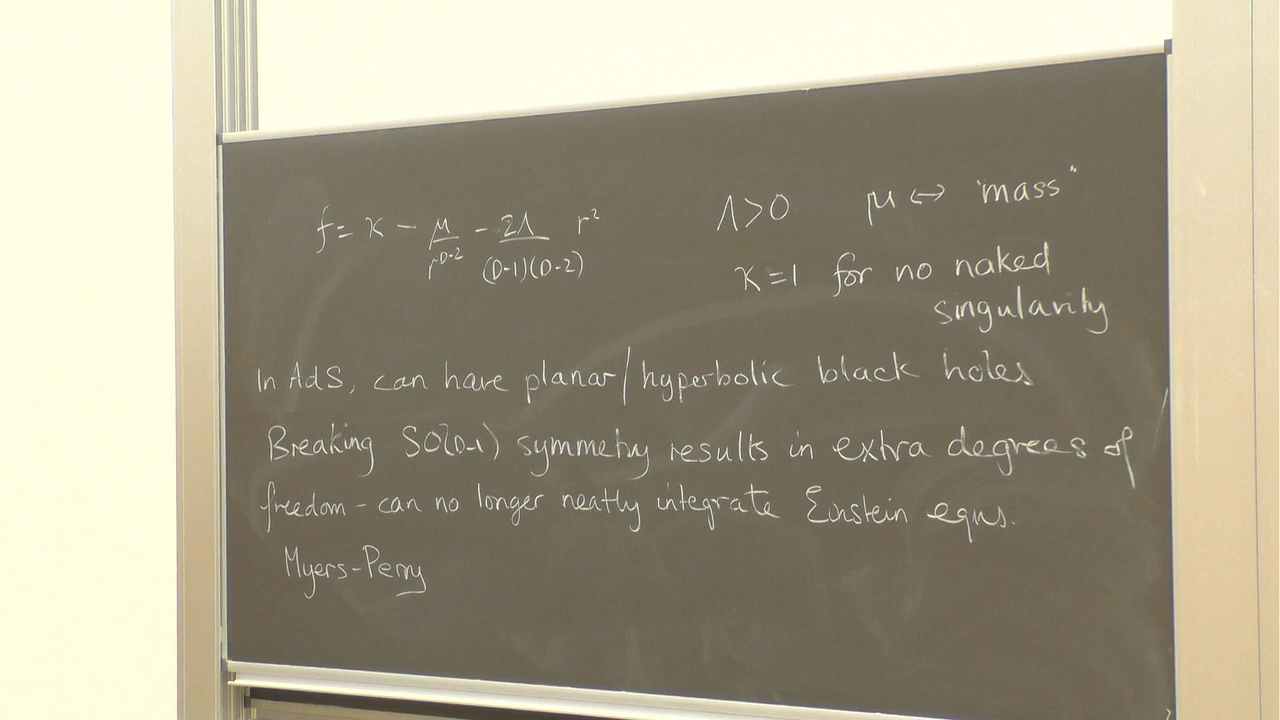 f = κ − μ/r^{D-2} − 2Λ/((D-1)(D-2)) r² Λ>0 μ ↔ "mass"
κ=1 for no naked
singularity
In AdS, can have planar/hyperbolic black holes
Breaking SO(D-1) symmetry results in extra degrees of
freedom - can no longer neatly integrate Einstein eqns.
Myers-Perry